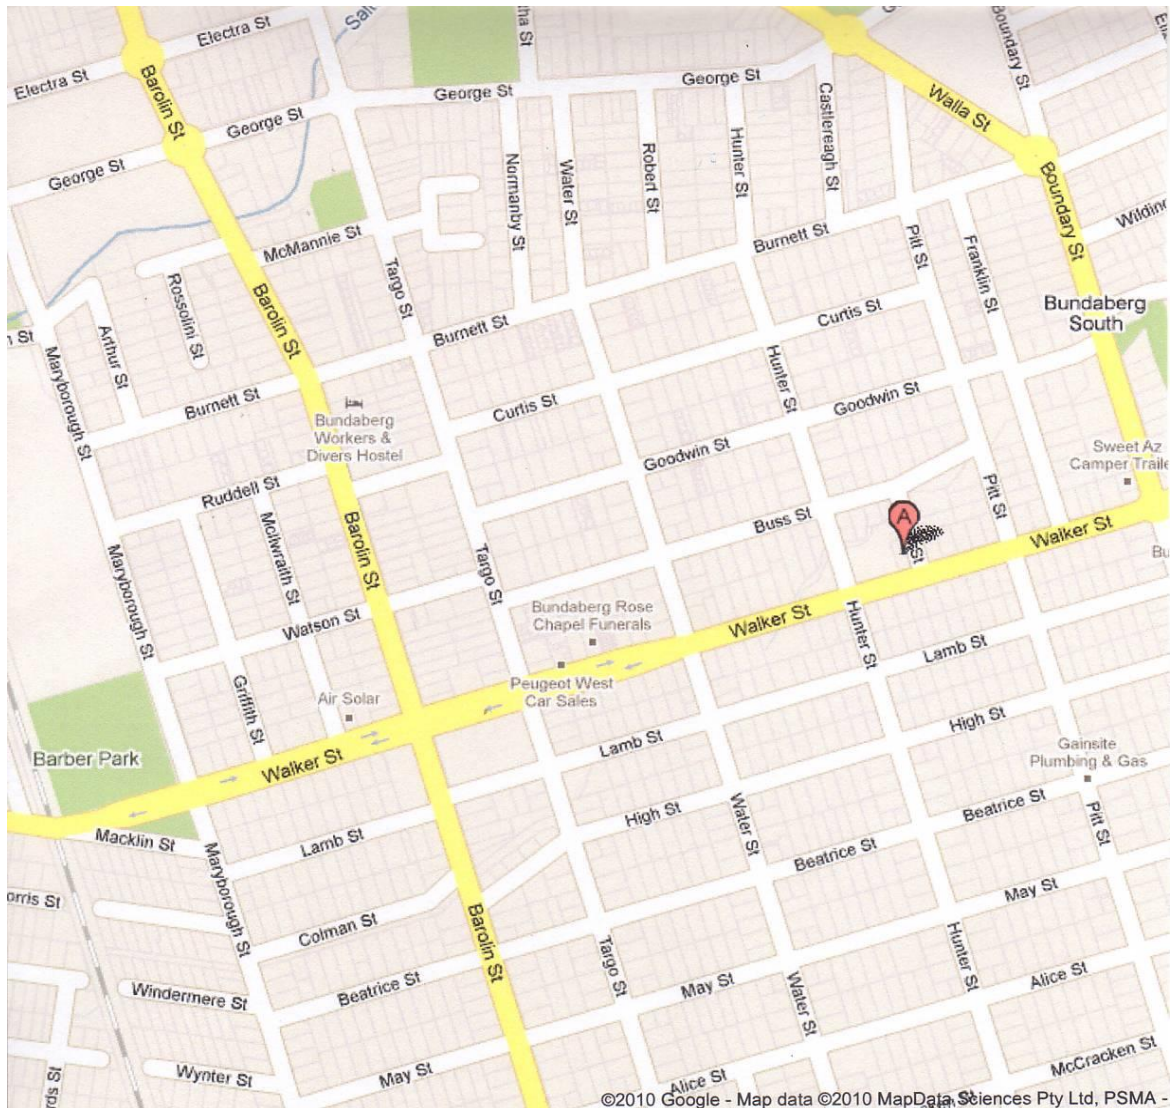 Electra St
Electra St
Barolin St
George St
George St
George St
George St
Walla St
Boundary St
Boundary St
Castlereagh St
Hunter St
Robert St
Water St
Normanby St
McMannie St
Rossolini St
Targo St
Barolin St
Burnett St
Pitt St
Franklin St
Bundaberg
South
Arthur St
Maryborough St
Burnett St
Burnett St
Curtis St
Hunter St
Goodwin St
Bundaberg
Workers &
Divers Hostel
Curtis St
Goodwin St
Sweet Az
Ruddell St
McIlwraith St
Barolin St
Buss St
Pitt St
A
St
Walker St
Maryborough St
Watson St
Targo St
Bundaberg Rose
Chapel Funerals
Walker St
Hunter St
Lamb St
Griffith St
Air Solar
Peugeot West
Car Sales
High St
Barber Park
Walker St
Lamb St
Gainsite
Plumbing & Gas
Macklin St
Lamb St
High St
Water St
Beatrice St
Beatrice St
Pitt St
Maryborough St
Colman St
Barolin St
May St
Targo St
Hunter St
Windermere St
Beatrice St
May St
Water St
Alice St
Wynter St
May St
Alice St
McCracken St
©2010 Google - Map data ©2010 MapData Sciences Pty Ltd, PSMA -